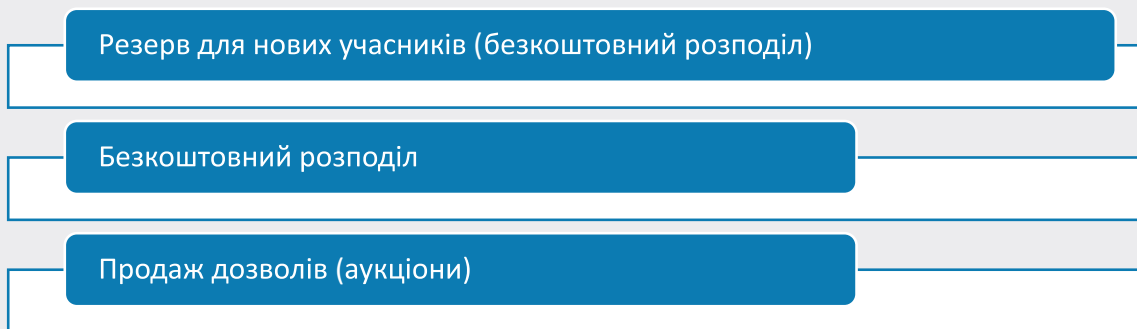 Резерв для нових учасників (безкоштовний розподіл)
Безкоштовний розподіл
Продаж дозволів (аукціони)